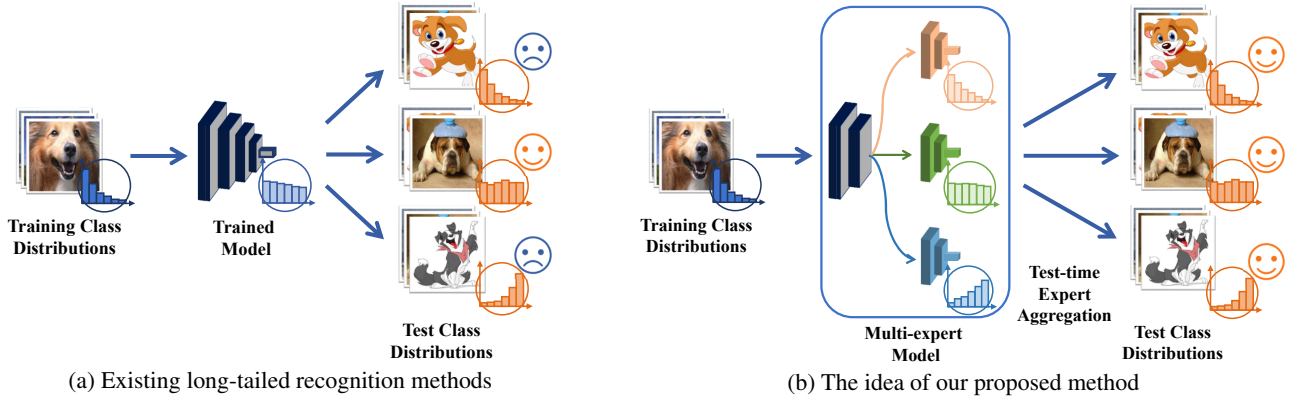 Training Class
Distributions
Trained
Model
Test Class
Distributions
(a) Existing long-tailed recognition methods
Training Class
Distributions
Multi-expert
Model
Test-time
Expert
Aggregation
Test Class
Distributions
(b) The idea of our proposed method